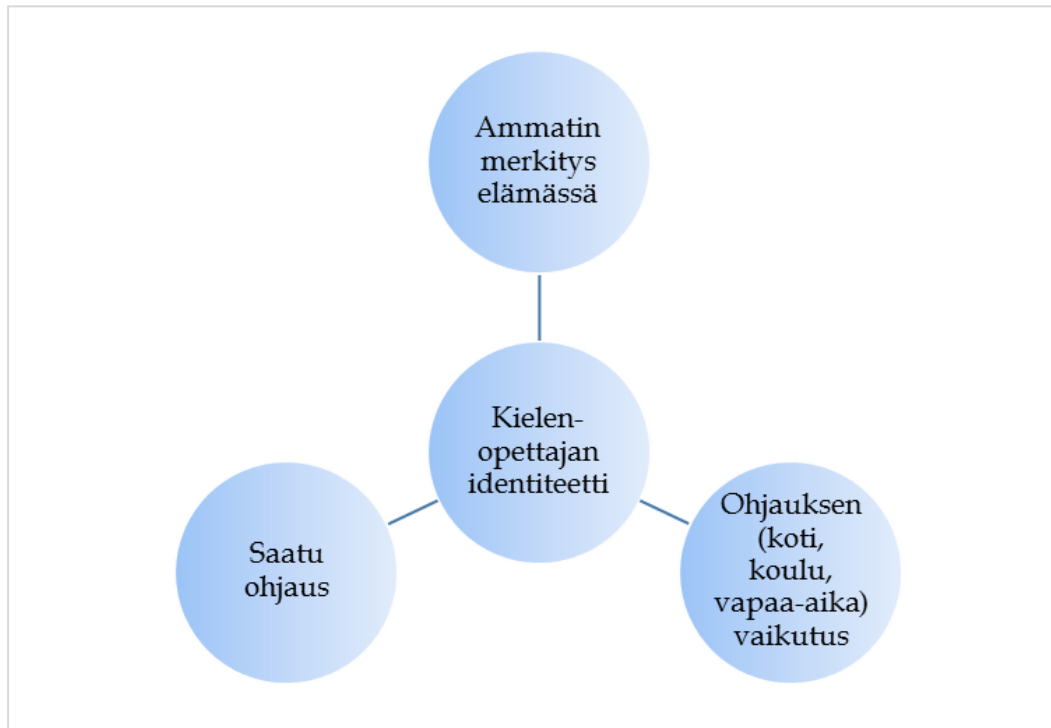 Ammatin
merkitys
elämässä
Kielen-
opettajan
identiteetti
Saatu
ohjaus
Ohjauksen
(koti,
koulu,
vapaa-aika)
vaikutus